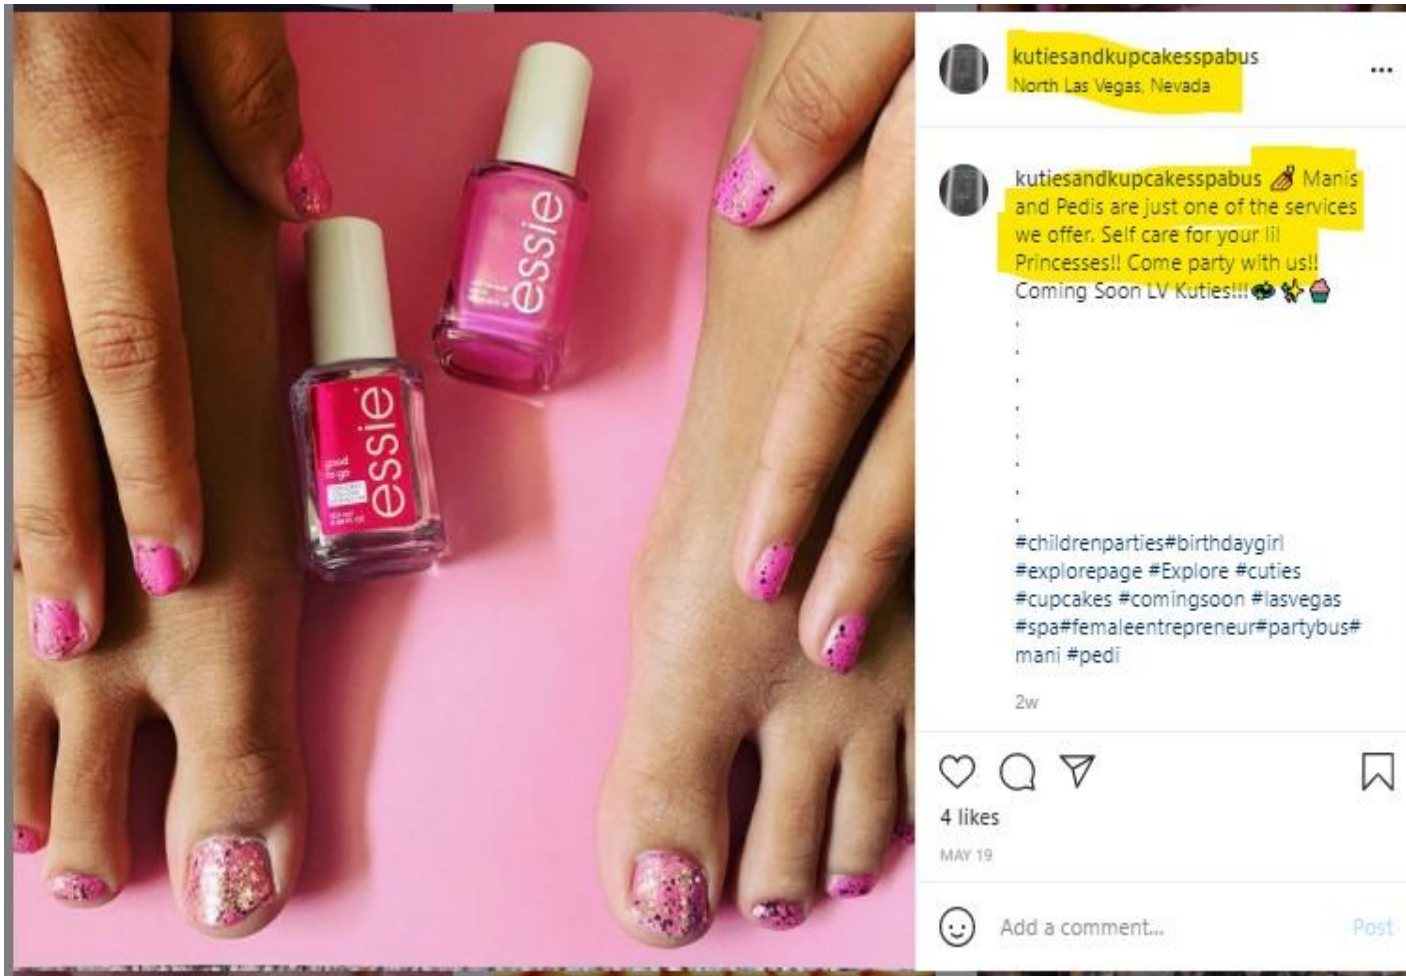 kutiesandkupcakesspabus
North Las Vegas, Nevada
kutiesandkupcakesspabus 💅 Manis
and Pedis are just one of the services
we offer. Self care for your lil
Princesses!! Come party with us!!
Coming Soon LV Kuties!!!
.
.
.
.
.
.
.
.
#childrenparties#birthdaygirl
#explorepage #Explore #cuties
#cupcakes #comingsoon #lasvegas
#spa#femaleentrepreneur#partybus#
mani #pedi
2w
4 likes
MAY 19
Add a comment...
Post
essie
essie
good
to go